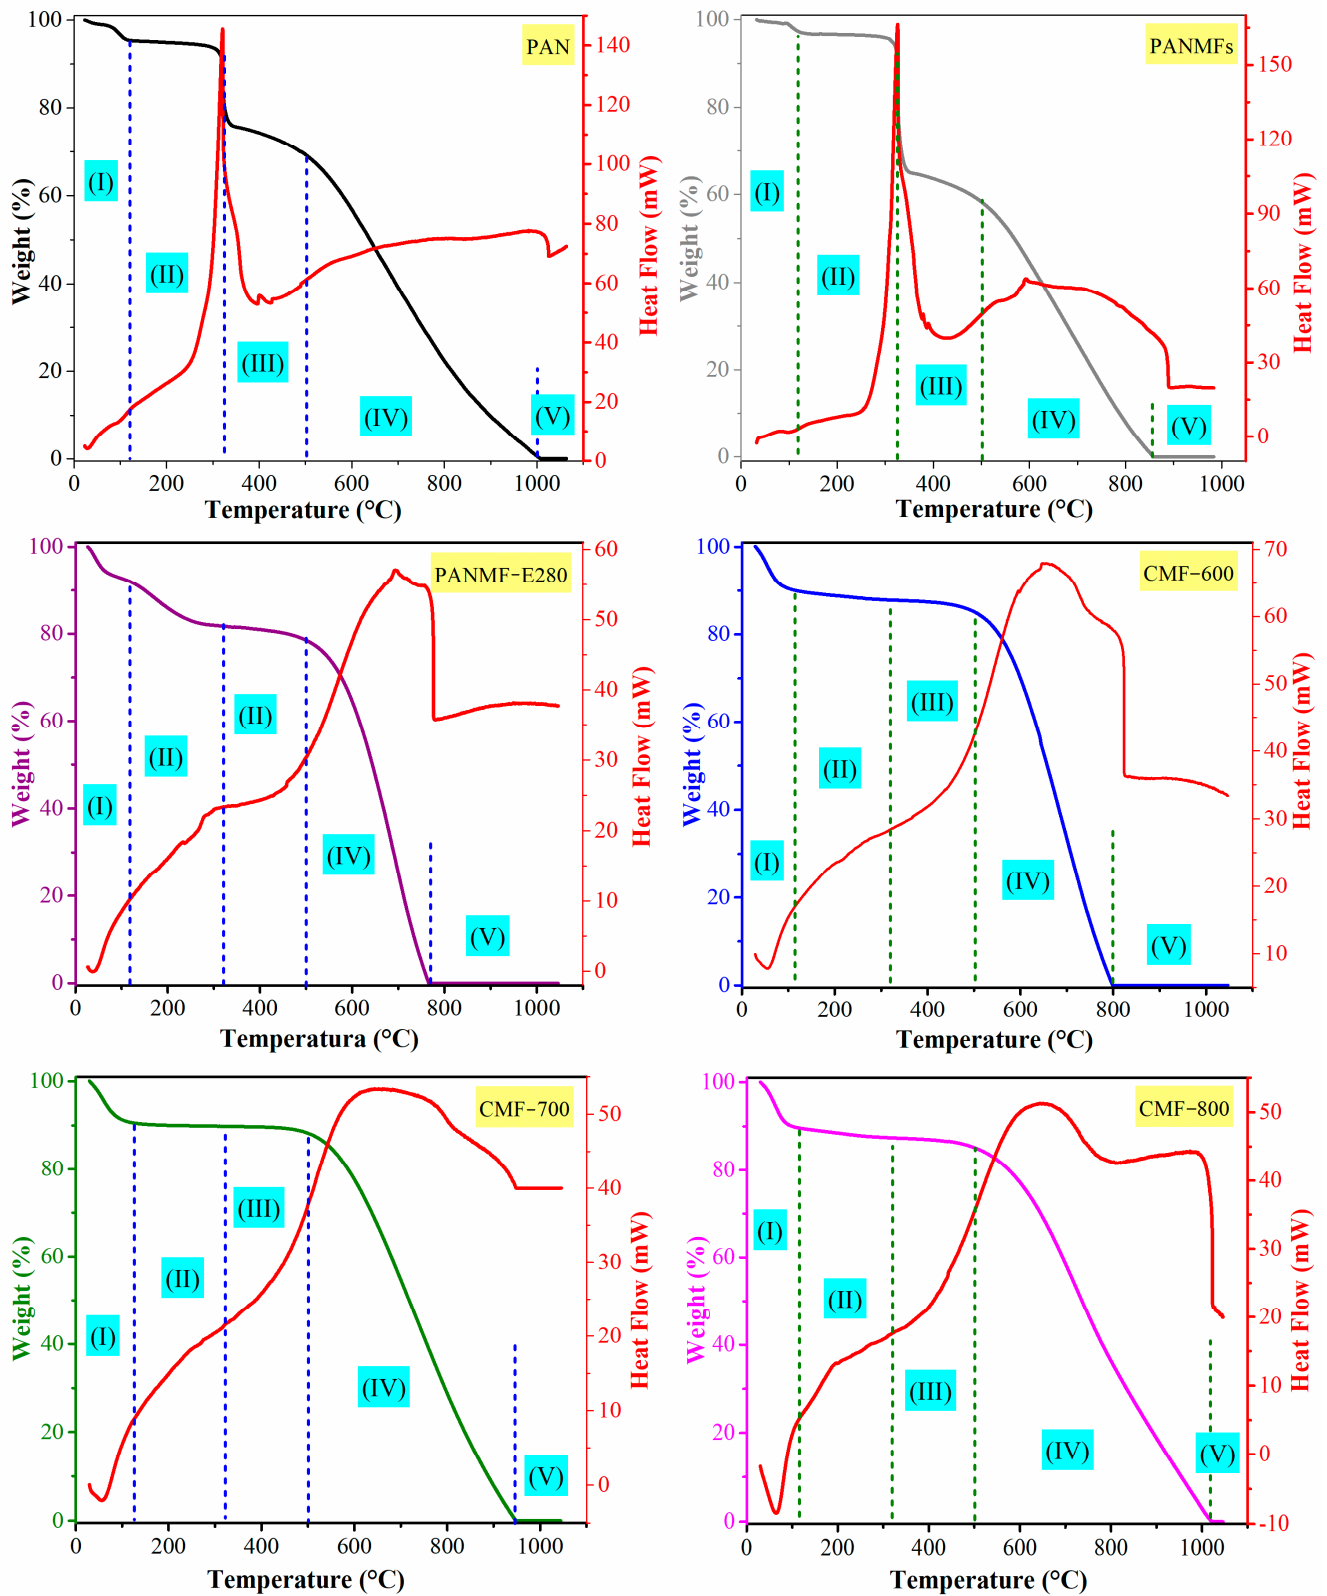 PAN
Weight (%)
100
80
60
40
20
0
(I)
(II)
(III)
(IV)
(V)
140
120
100
80
60
40
20
0
Heat Flow (mW)
0 200 400 600 800 1000
Temperature (°C)
PANMFs
Weight (%)
100
80
60
40
20
0
(I)
(II)
(III)
(IV)
(V)
150
120
90
60
30
0
Heat Flow (mW)
0 200 400 600 800 1000
Temperature (°C)
PANMF-E280
Weight (%)
100
80
60
40
20
0
(I)
(II)
(II)
(IV)
(V)
60
50
40
30
20
10
0
Heat Flow (mW)
0 200 400 600 800 1000
Temperatura (°C)
CMF-600
Weight (%)
100
80
60
40
20
0
(I)
(II)
(III)
(IV)
(V)
70
60
50
40
30
20
10
Heat Flow (mW)
0 200 400 600 800 1000
Temperature (°C)
CMF-700
Weight (%)
100
80
60
40
20
0
(I)
(II)
(III)
(IV)
(V)
50
40
30
20
10
0
Heat Flow (mW)
0 200 400 600 800 1000
Temperature (°C)
CMF-800
Weight (%)
100
80
60
40
20
0
(I)
(II)
(III)
(IV)
(V)
50
40
30
20
10
0
-10
Heat Flow (mW)
0 200 400 600 800 1000
Temperature (°C)